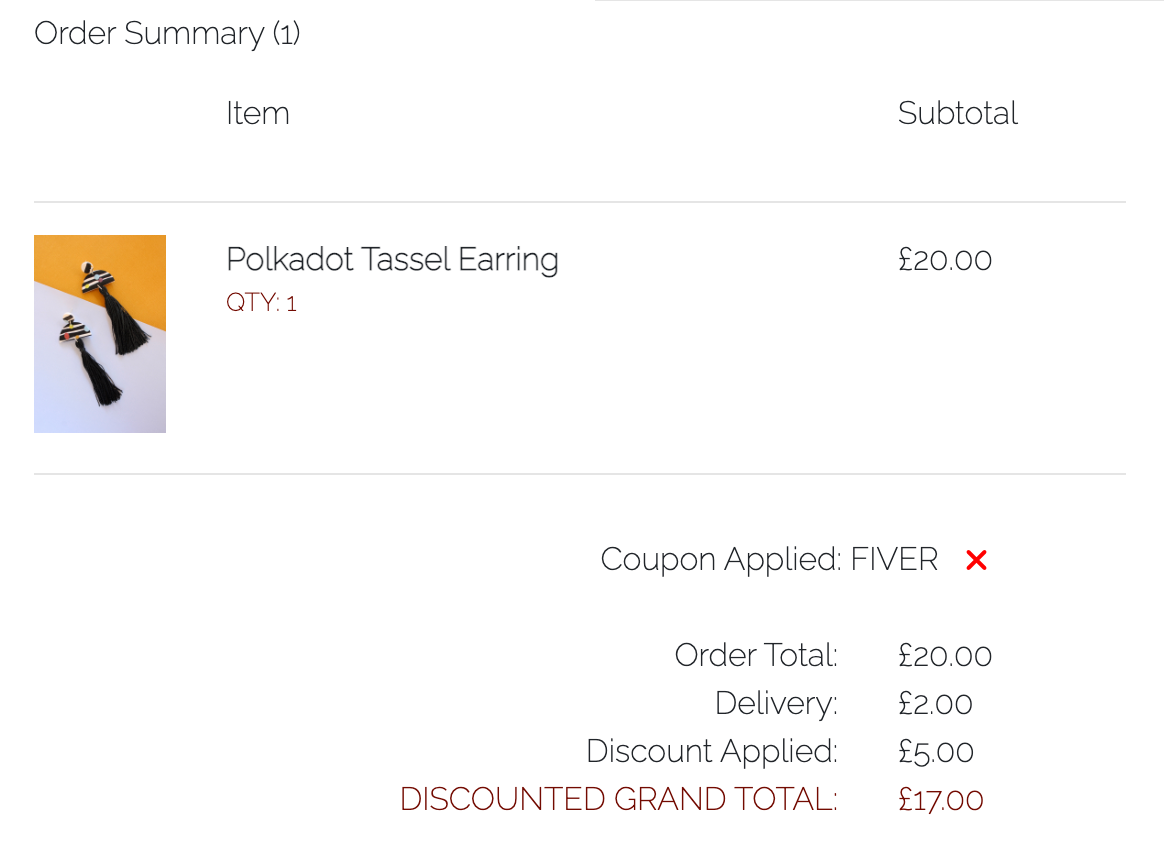 Order Summary (1)
Item Subtotal
Polkadot Tassel Earring £20.00
QTY: 1
Coupon Applied: FIVER
Order Total: £20.00
Delivery: £2.00
Discount Applied: £5.00
DISCOUNTED GRAND TOTAL: £17.00